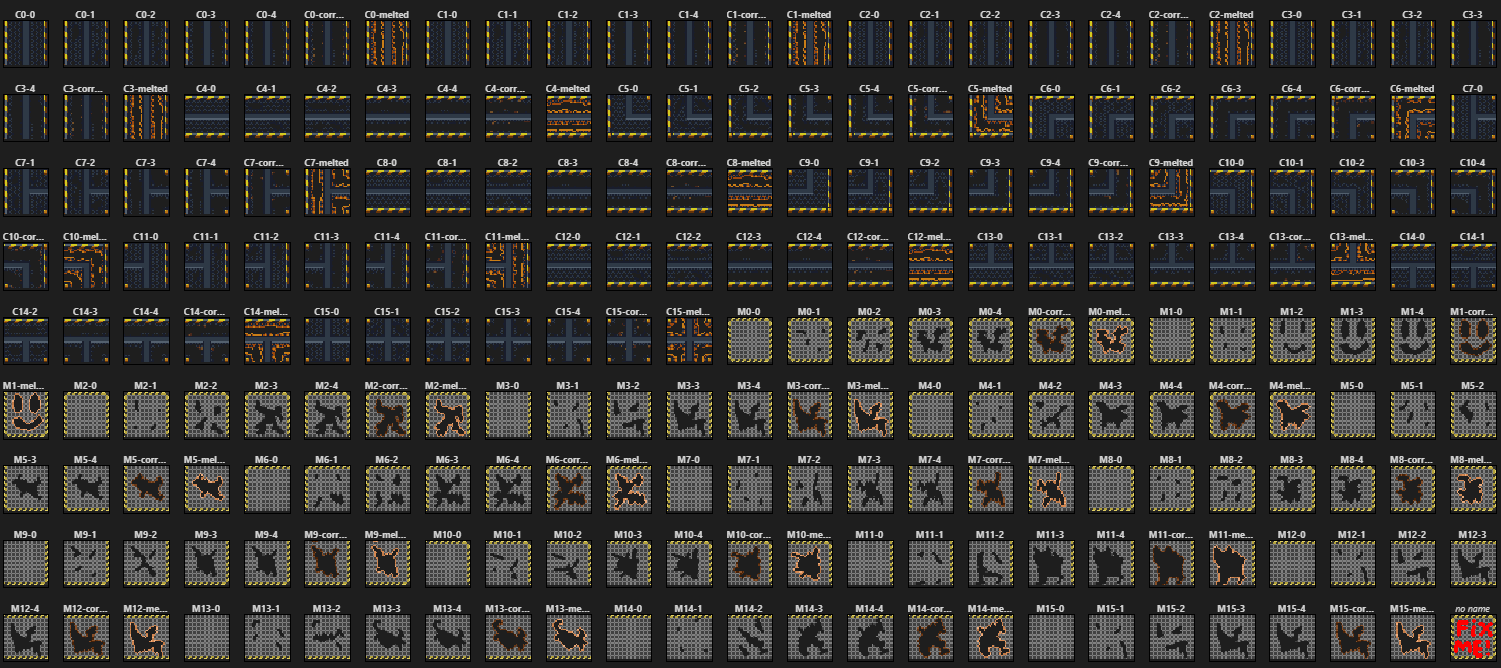 C0-0 C0-1 C0-2 C0-3 C0-4 C0-corr... C0-melted C1-0 C1-1 C1-2 C1-3 C1-4 C1-corr... C1-melted C2-0 C2-1 C2-2 C2-3 C2-4 C2-corr... C2-melted C3-0 C3-1 C3-2 C3-3
C3-4 C3-corr... C3-melted C4-0 C4-1 C4-2 C4-3 C4-4 C4-corr... C4-melted C5-0 C5-1 C5-2 C5-3 C5-4 C5-corr... C5-melted C6-0 C6-1 C6-2 C6-3 C6-4 C6-corr... C6-melted C7-0
C7-1 C7-2 C7-3 C7-4 C7-corr... C7-melted C8-0 C8-1 C8-2 C8-3 C8-4 C8-corr... C8-melted C9-0 C9-1 C9-2 C9-3 C9-4 C9-corr... C9-melted C10-0 C10-1 C10-2 C10-3 C10-4
C10-cor... C10-mel... C11-0 C11-1 C11-2 C11-3 C11-4 C11-cor... C11-mel... C12-0 C12-1 C12-2 C12-3 C12-4 C12-cor... C12-mel... C13-0 C13-1 C13-2 C13-3 C13-4 C13-cor... C13-mel... C14-0 C14-1
C14-2 C14-3 C14-4 C14-cor... C14-mel... C15-0 C15-1 C15-2 C15-3 C15-4 C15-cor... C15-mel... M0-0 M0-1 M0-2 M0-3 M0-4 M0-corr... M0-mel... M1-0 M1-1 M1-2 M1-3 M1-4 M1-corr...
M1-mel... M2-0 M2-1 M2-2 M2-3 M2-4 M2-corr... M2-mel... M3-0 M3-1 M3-2 M3-3 M3-4 M3-corr... M3-mel... M4-0 M4-1 M4-2 M4-3 M4-4 M4-corr... M4-mel... M5-0 M5-1 M5-2
M5-3 M5-4 M5-corr... M5-mel... M6-0 M6-1 M6-2 M6-3 M6-4 M6-corr... M6-mel... M7-0 M7-1 M7-2 M7-3 M7-4 M7-corr... M7-mel... M8-0 M8-1 M8-2 M8-3 M8-4 M8-corr... M8-mel...
M9-0 M9-1 M9-2 M9-3 M9-4 M9-corr... M9-mel... M10-0 M10-1 M10-2 M10-3 M10-4 M10-cor... M10-me... M11-0 M11-1 M11-2 M11-3 M11-4 M11-cor... M11-me... M12-0 M12-1 M12-2 M12-3
M12-4 M12-cor... M12-me... M13-0 M13-1 M13-2 M13-3 M13-4 M13-cor... M13-me... M14-0 M14-1 M14-2 M14-3 M14-4 M14-cor... M14-me... M15-0 M15-1 M15-2 M15-3 M15-4 M15-cor... M15-me... no name
Fix
ME!